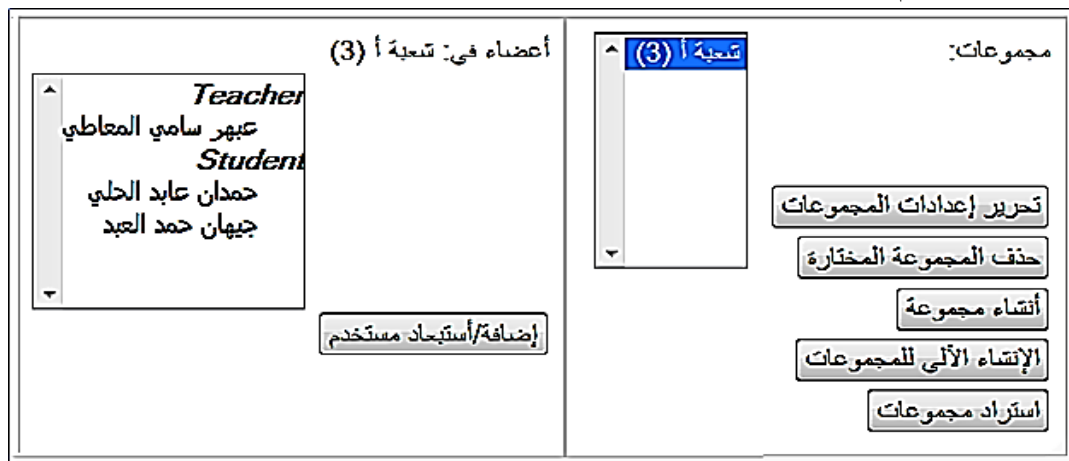 مجموعات:
شعبة أ (3)
تحرير إعدادات المجموعات
حذف المجموعة المختارة
أنشاء مجموعة
الإنشاء الآلي للمجموعات
استراد مجموعات
أعضاء في: شعبة أ (3)
Teacher
عبهر سامي المعاطي
Student
حمدان عابد الحلي
جيهان حمد العبد
إضافة/أستبعاد مستخدم